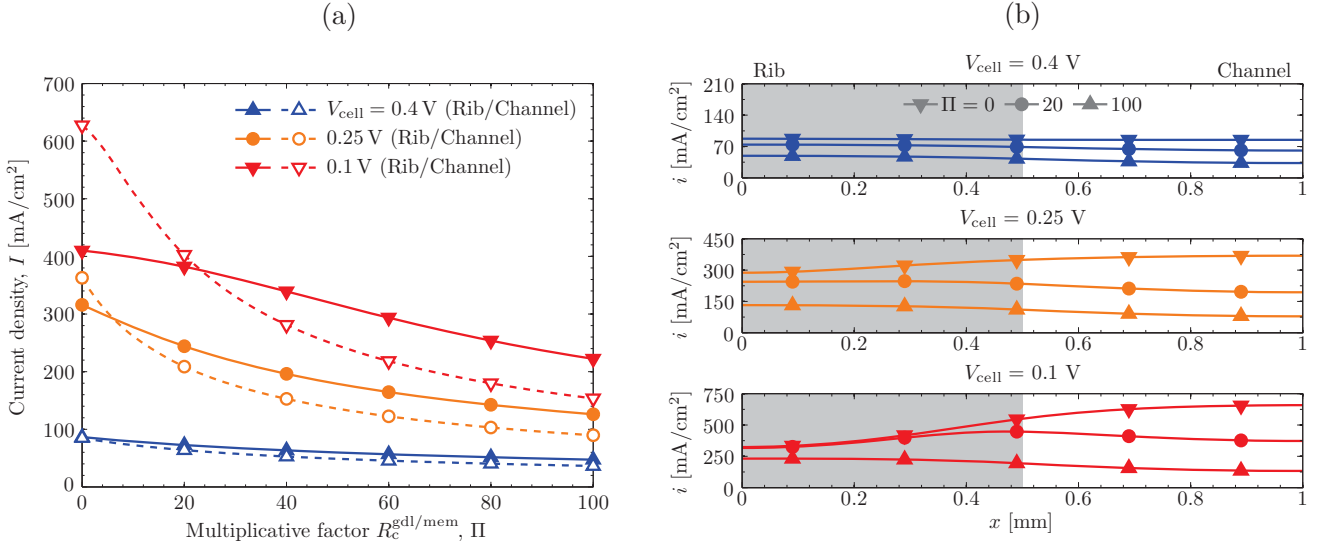 (a)
700
600
500
400
300
200
100
0
0 20 40 60 80 100
Current density, I [mA/cm²]
Multiplicative factor R_c^gdl/mem, Π
V_cell = 0.4 V (Rib/Channel)
0.25 V (Rib/Channel)
0.1 V (Rib/Channel)
(b)
V_cell = 0.4 V
Rib Channel
Π = 0 20 100
210
140
70
0
i [mA/cm²]
0 0.2 0.4 0.6 0.8 1
V_cell = 0.25 V
450
300
150
0
i [mA/cm²]
0 0.2 0.4 0.6 0.8 1
V_cell = 0.1 V
750
500
250
0
i [mA/cm²]
0 0.2 0.4 0.6 0.8 1
x [mm]